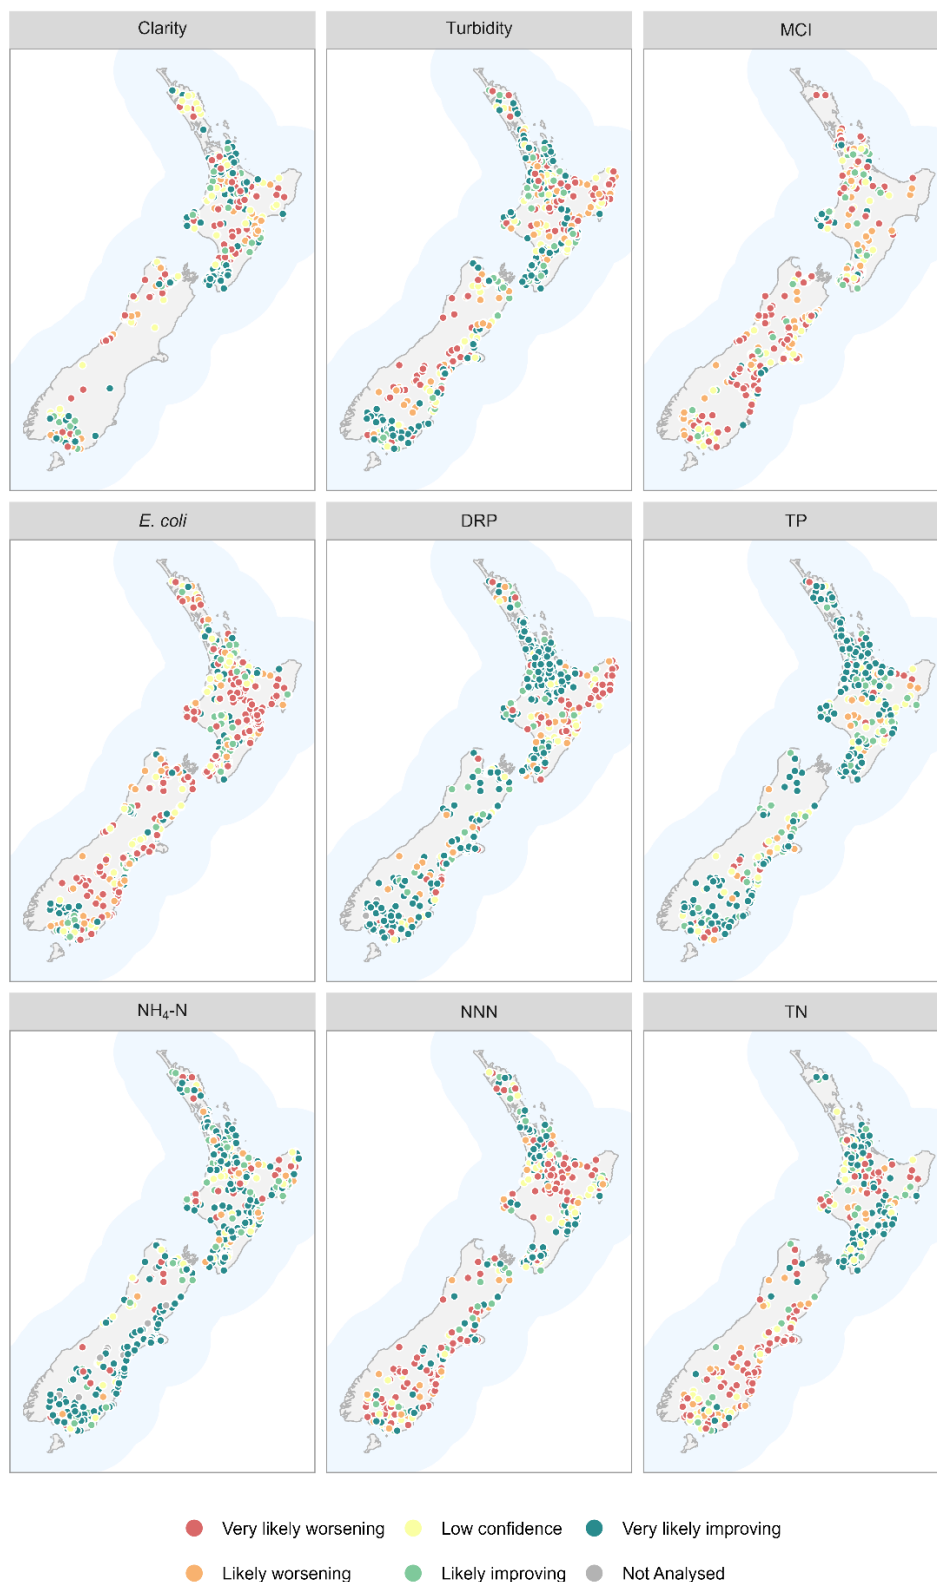 Clarity
Turbidity
MCI
E. coli
DRP
TP
NH₄-N
NNN
TN
Very likely worsening
Low confidence
Very likely improving
Likely worsening
Likely improving
Not Analysed